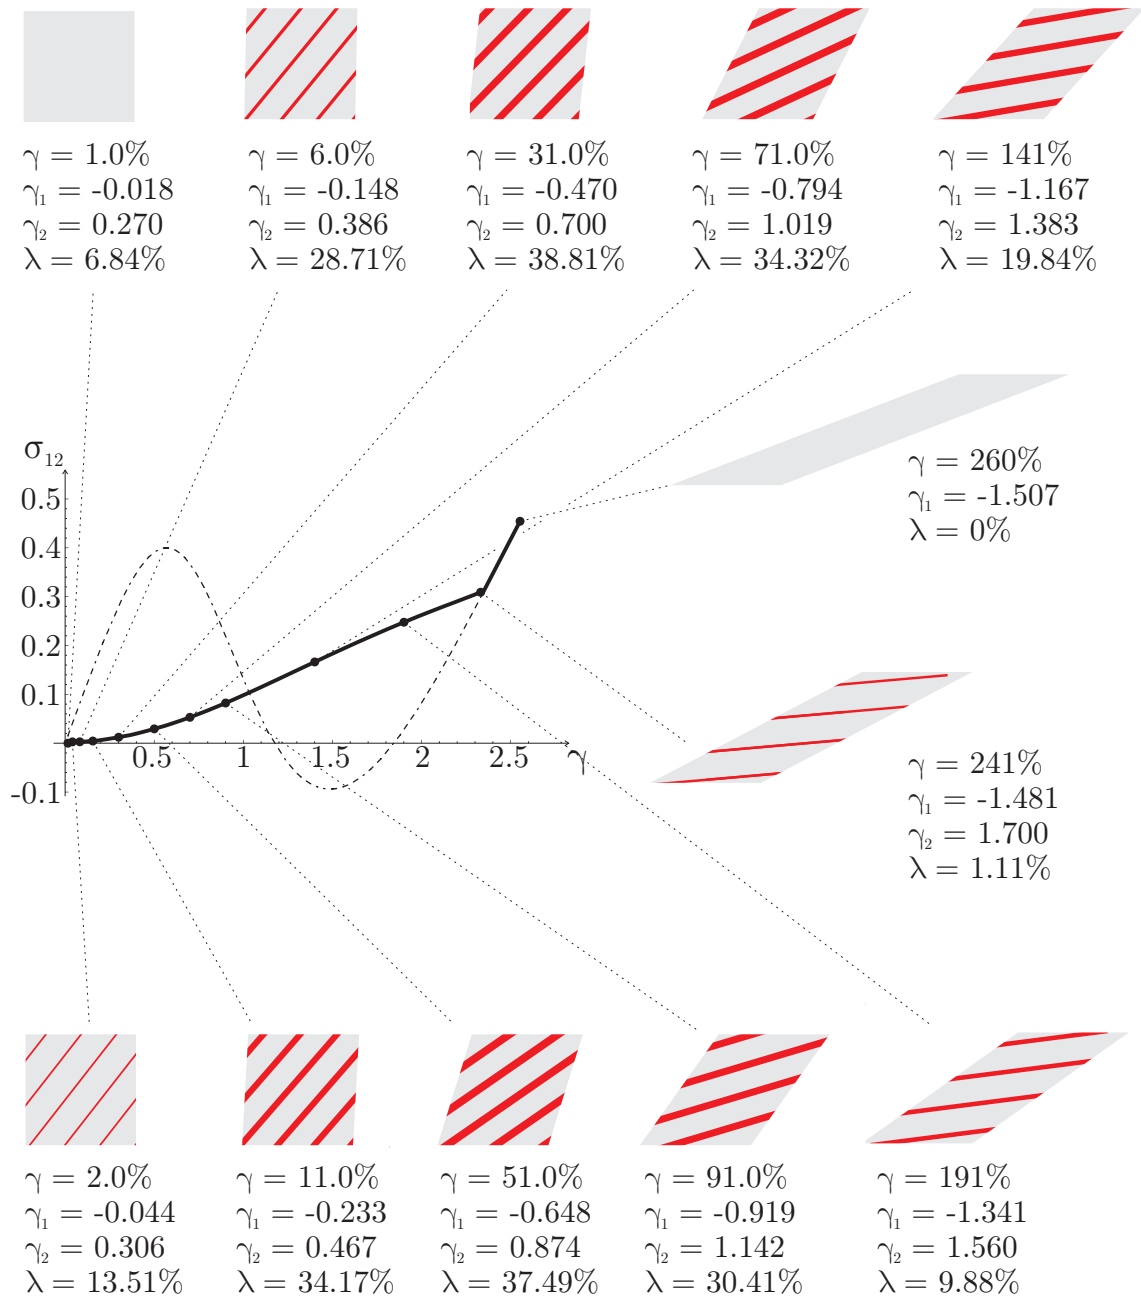 γ = 1.0%
γ₁ = -0.018
γ₂ = 0.270
λ = 6.84%
γ = 6.0%
γ₁ = -0.148
γ₂ = 0.386
λ = 28.71%
γ = 31.0%
γ₁ = -0.470
γ₂ = 0.700
λ = 38.81%
γ = 71.0%
γ₁ = -0.794
γ₂ = 1.019
λ = 34.32%
γ = 141%
γ₁ = -1.167
γ₂ = 1.383
λ = 19.84%
γ = 260%
γ₁ = -1.507
λ = 0%
σ₁₂
0.5
0.4
0.3
0.2
0.1
-0.1
0.5
1
1.5
2
2.5
γ
γ = 241%
γ₁ = -1.481
γ₂ = 1.700
λ = 1.11%
γ = 2.0%
γ₁ = -0.044
γ₂ = 0.306
λ = 13.51%
γ = 11.0%
γ₁ = -0.233
γ₂ = 0.467
λ = 34.17%
γ = 51.0%
γ₁ = -0.648
γ₂ = 0.874
λ = 37.49%
γ = 91.0%
γ₁ = -0.919
γ₂ = 1.142
λ = 30.41%
γ = 191%
γ₁ = -1.341
γ₂ = 1.560
λ = 9.88%